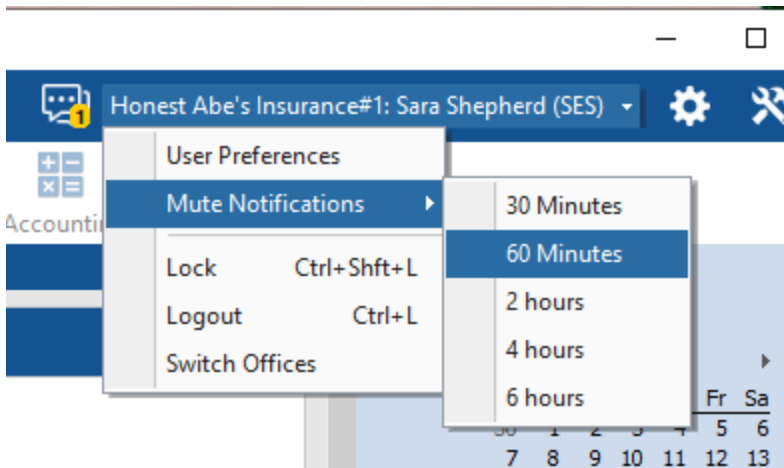 1
Honest Abe's Insurance#1: Sara Shepherd (SES)
User Preferences
Mute Notifications
30 Minutes
60 Minutes
2 hours
4 hours
6 hours
Lock Ctrl+Shft+L
Logout Ctrl+L
Switch Offices
Fr Sa
5 6
7 8 9 10 11 12 13